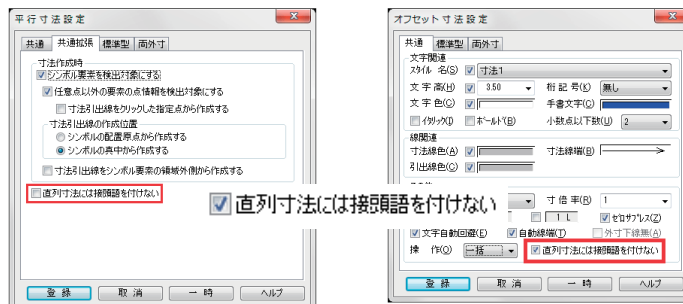 平行寸法設定
共通 共通拡張 標準型 両外寸
寸法作成時
シンボル要素を検出対象にする
任意点以外の要素の点情報を検出対象にする
寸法引出線をクリックした指定点から作成する
寸法引出線の作成位置
シンボルの配置原点から作成する
シンボルの真中から作成する
寸法引出線をシンボル要素の領域外側から作成する
直列寸法には接頭語を付けない
登録 取消 一時 ヘルプ
直列寸法には接頭語を付けない
オフセット寸法設定
共通 標準型 両外寸
文字関連
スタイル名(S) 寸法1
文字高(H) 3.50 桁記号(K) 無し
文字色(C) 手書文字(O)
イタリック(I) ボールド(B) 小数点以下数(U) 2
線関連
寸法線色(A) 寸法線端(B)
引出線色(C)
寸倍率(R) 1
1 L ゼロサプレス(Z)
文字自動回避(E) 自動線端(T) 外寸下線無(A)
操作(O) 一括 直列寸法には接頭語を付けない
登録 取消 一時 ヘルプ